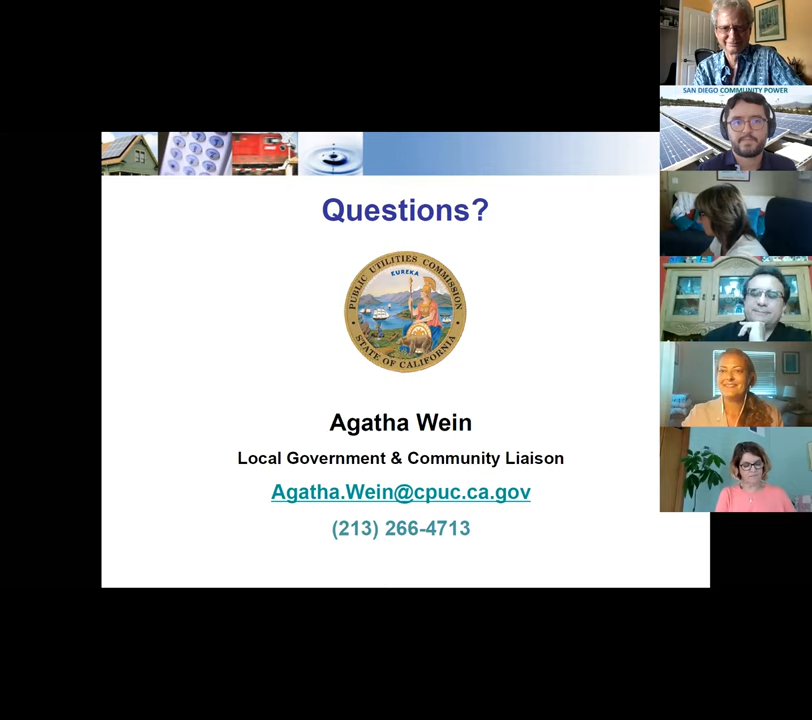 SAN DIEGO COMMUNITY POWER
Questions?
PUBLIC UTILITIES COMMISSION
EUREKA
STATE OF CALIFORNIA
Agatha Wein
Local Government & Community Liaison
Agatha.Wein@cpuc.ca.gov
(213) 266-4713